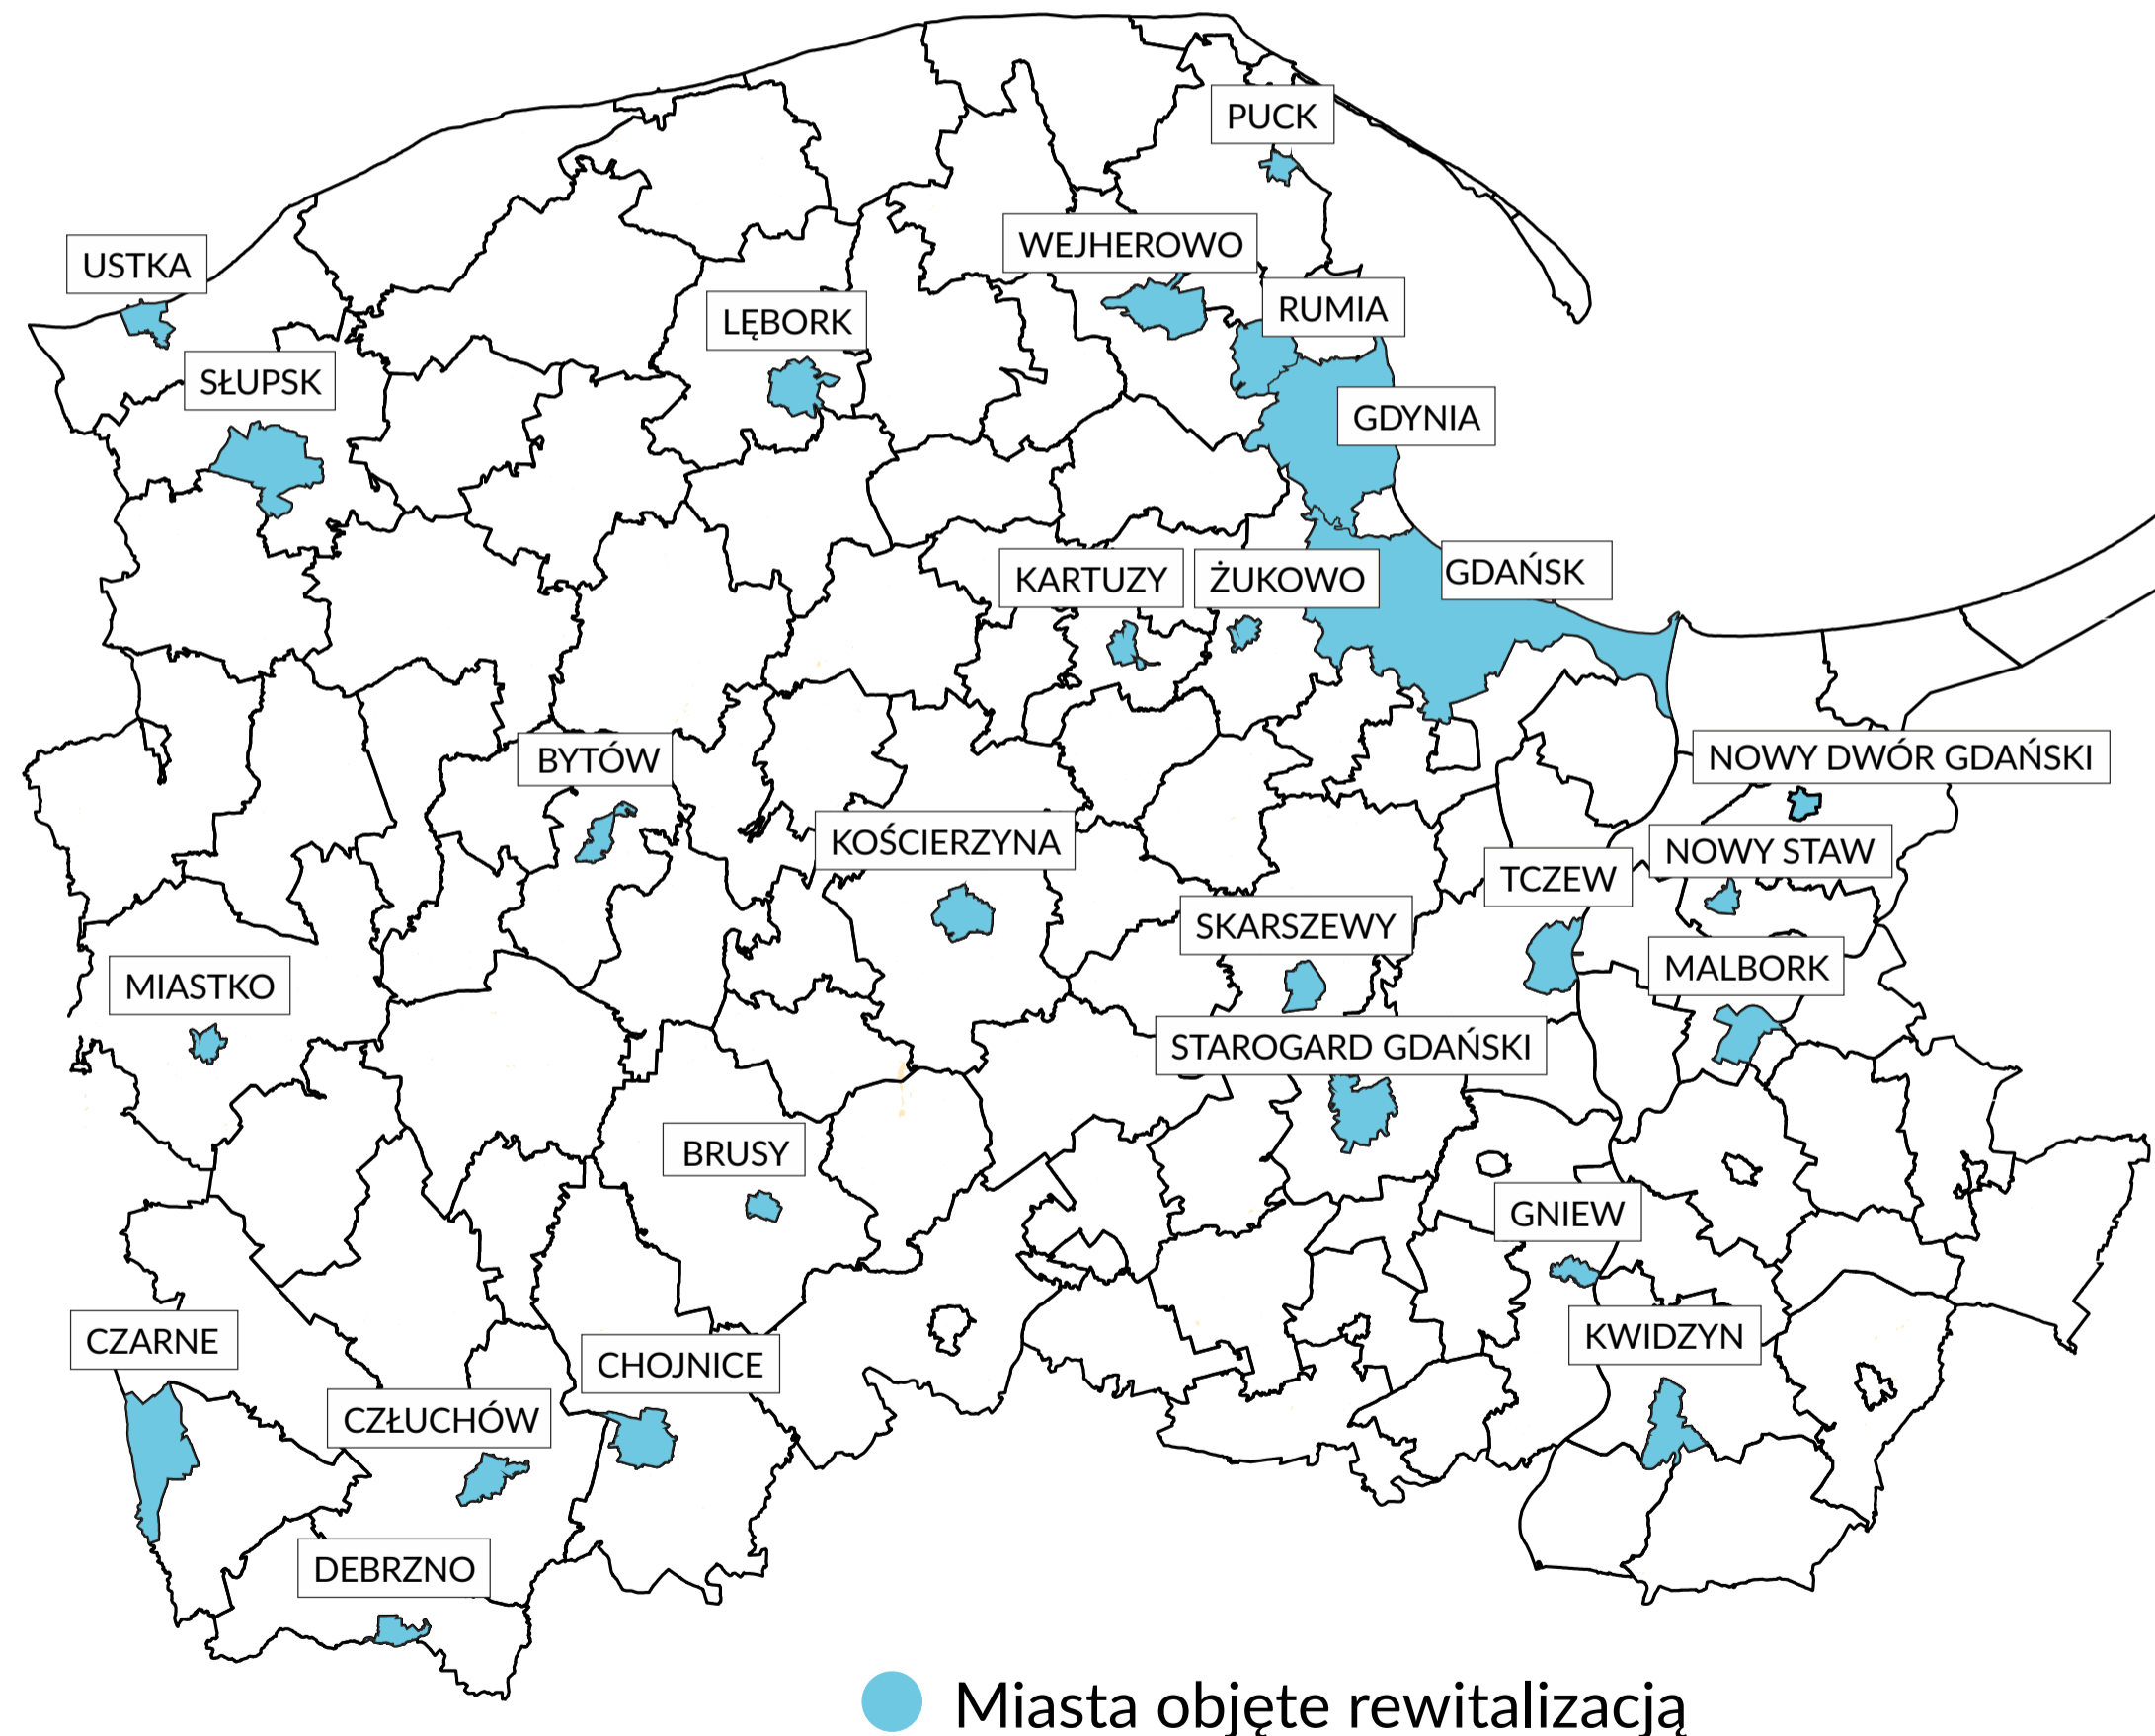 PUCK
WEJHEROWO
USTKA
RUMIA
LĘBORK
SŁUPSK
GDYNIA
GDAŃSK
KARTUZY
ŻUKOWO
NOWY DWÓR GDAŃSKI
BYTÓW
KOŚCIERZYNA
NOWY STAW
TCZEW
SKARSZEWY
MALBORK
MIASTKO
STAROGARD GDAŃSKI
BRUSY
GNIEW
KWIDZYN
CZARNE
CHOJNICE
CZŁUCHÓW
DEBRZNO
Miasta objęte rewitalizacją